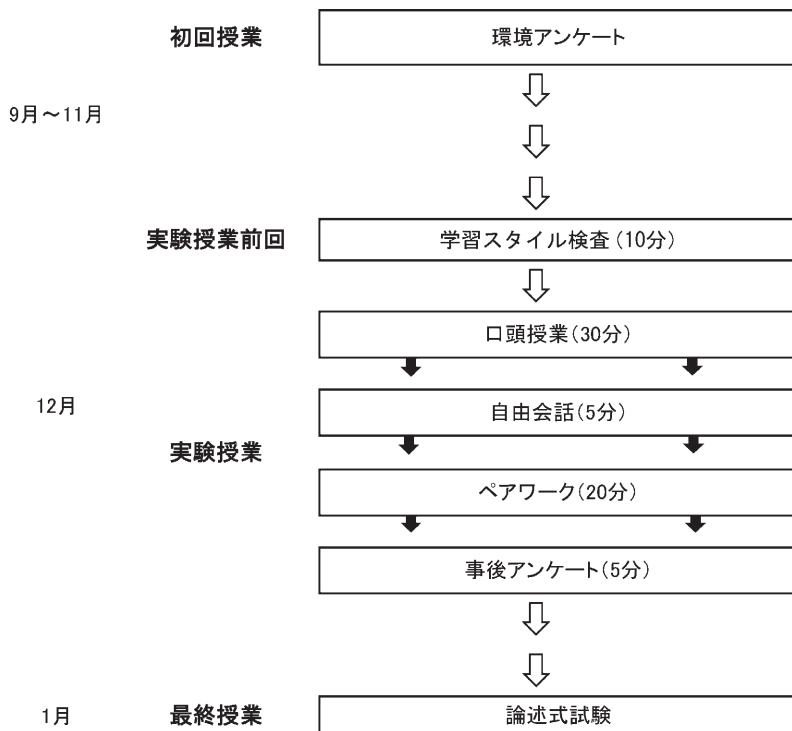 初回授業
環境アンケート
9月～11月
実験授業前回
学習スタイル検査(10分)
口頭授業(30分)
12月
自由会話(5分)
実験授業
ペアワーク(20分)
事後アンケート(5分)
1月
最終授業
論述式試験